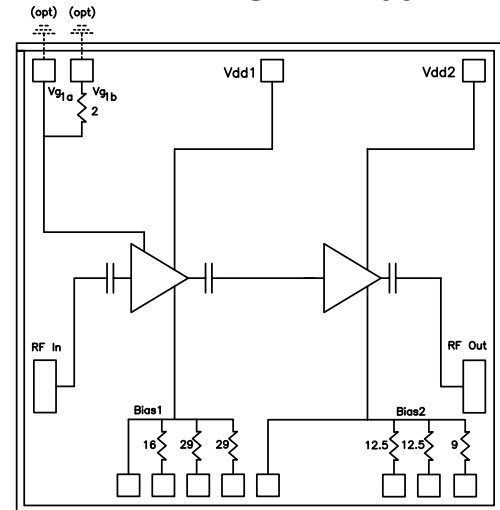 (opt) (opt)
Vg1a Vg1b
2
Vdd1 Vdd2
RF In
RF Out
Bias1
16 29 29
Bias2
12.5 12.5 9